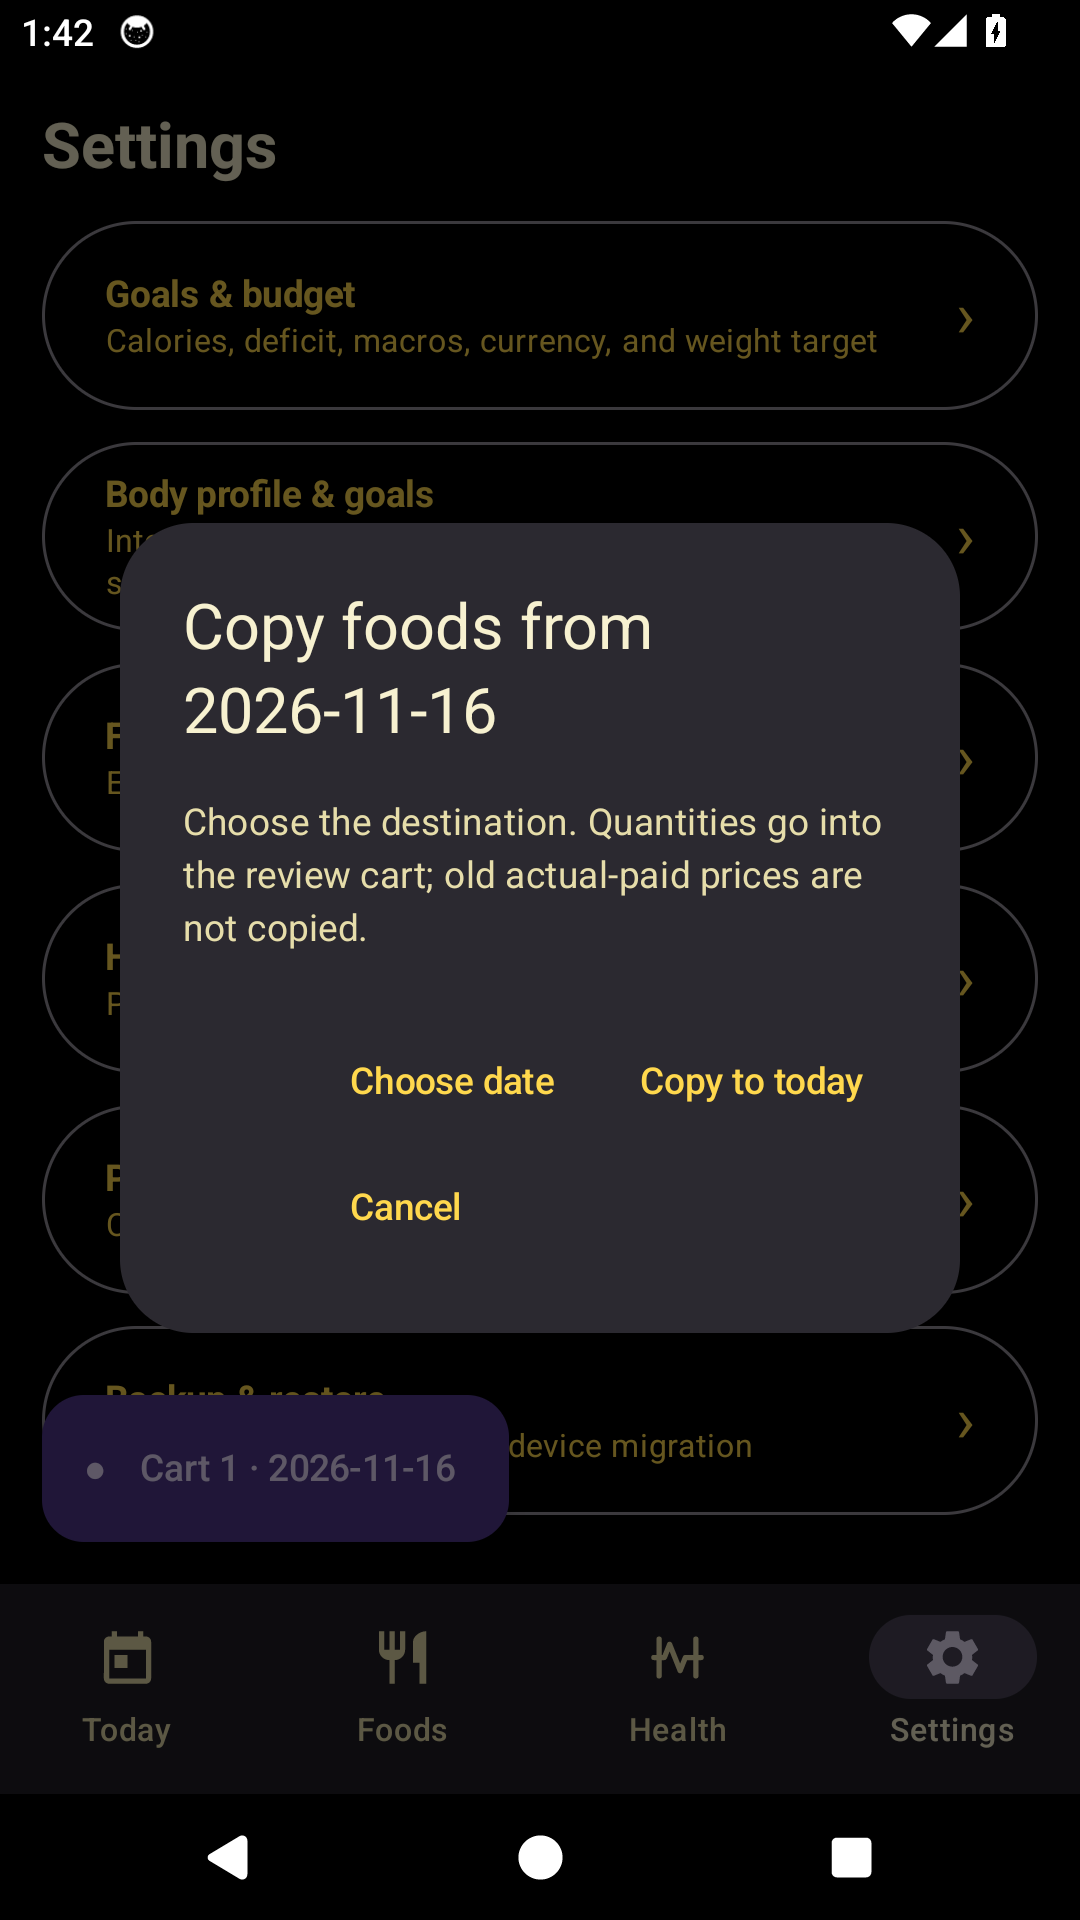 1:42
Settings
Goals & budget
Calories, deficit, macros, currency, and weight target
Body profile & goals
Copy foods from
2026-11-16
Choose the destination. Quantities go into
the review cart; old actual-paid prices are
not copied.
Choose date
Copy to today
Cancel
Backup & restore
device migration
Cart 1 · 2026-11-16
Today
Foods
Health
Settings